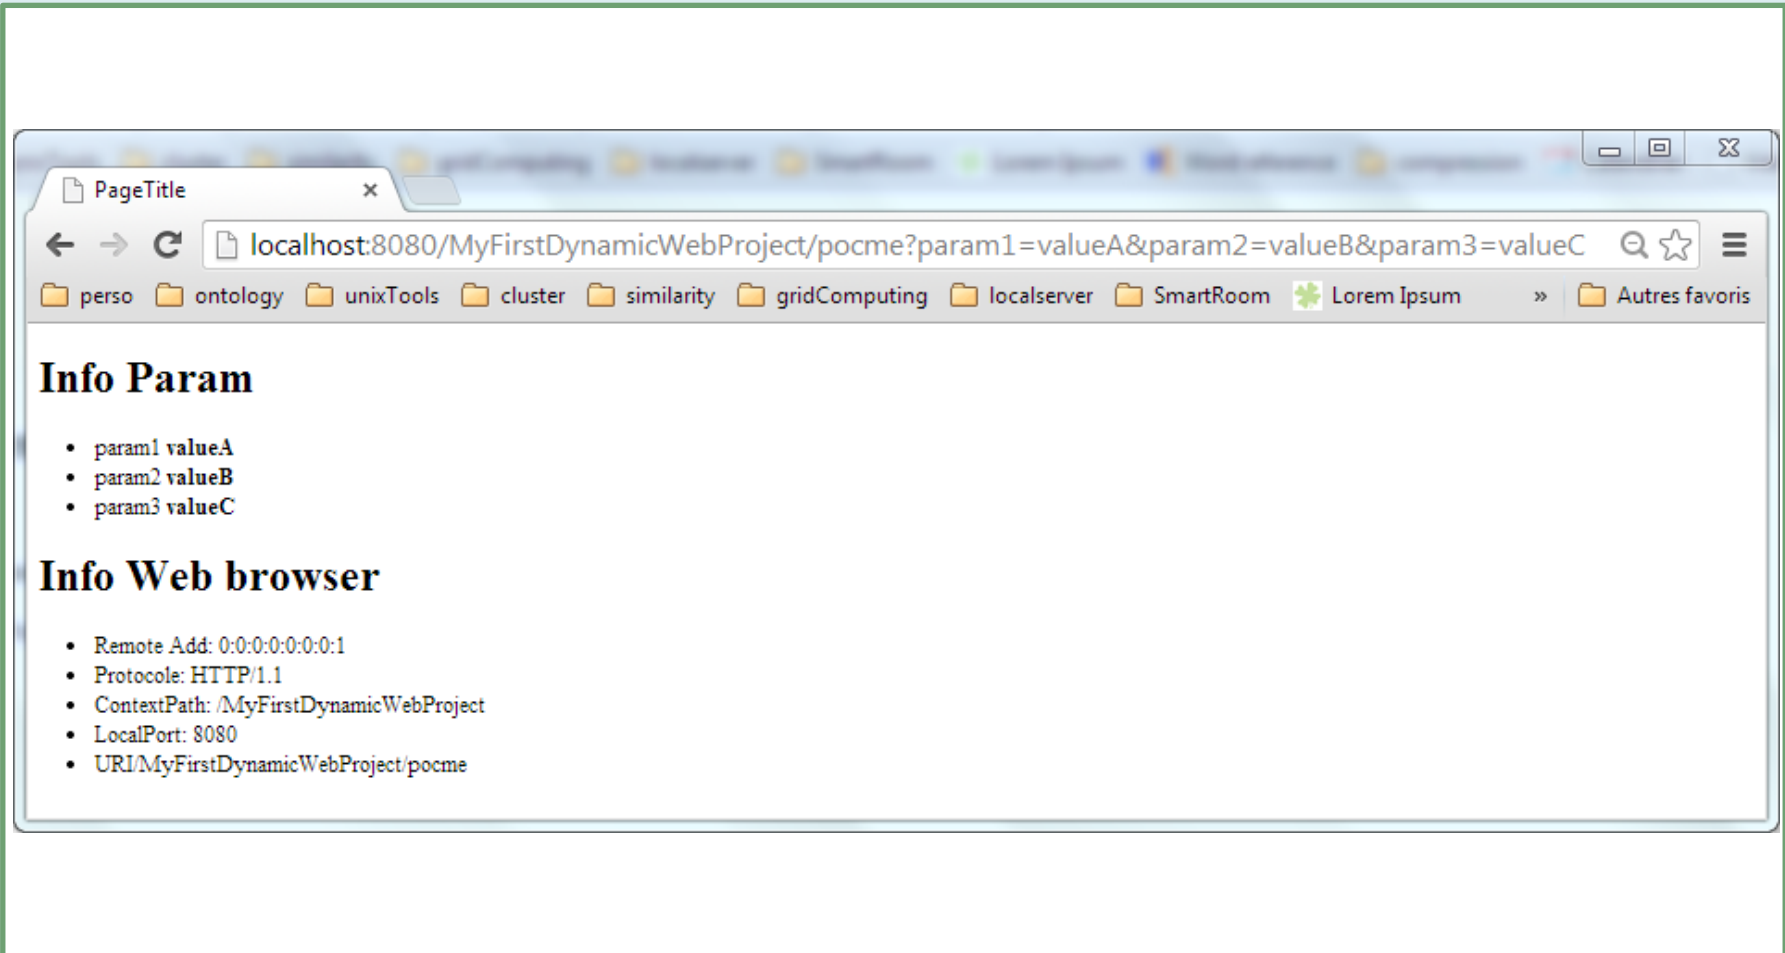 PageTitle
localhost:8080/MyFirstDynamicWebProject/pocme?param1=valueA&param2=valueB&param3=valueC
perso ontology unixTools cluster similarity gridComputing localserver SmartRoom Lorem Ipsum » Autres favoris
Info Param
• param1 valueA
• param2 valueB
• param3 valueC
Info Web browser
• Remote Add: 0:0:0:0:0:0:0:1
• Protocole: HTTP/1.1
• ContextPath: /MyFirstDynamicWebProject
• LocalPort: 8080
• URI/MyFirstDynamicWebProject/pocme